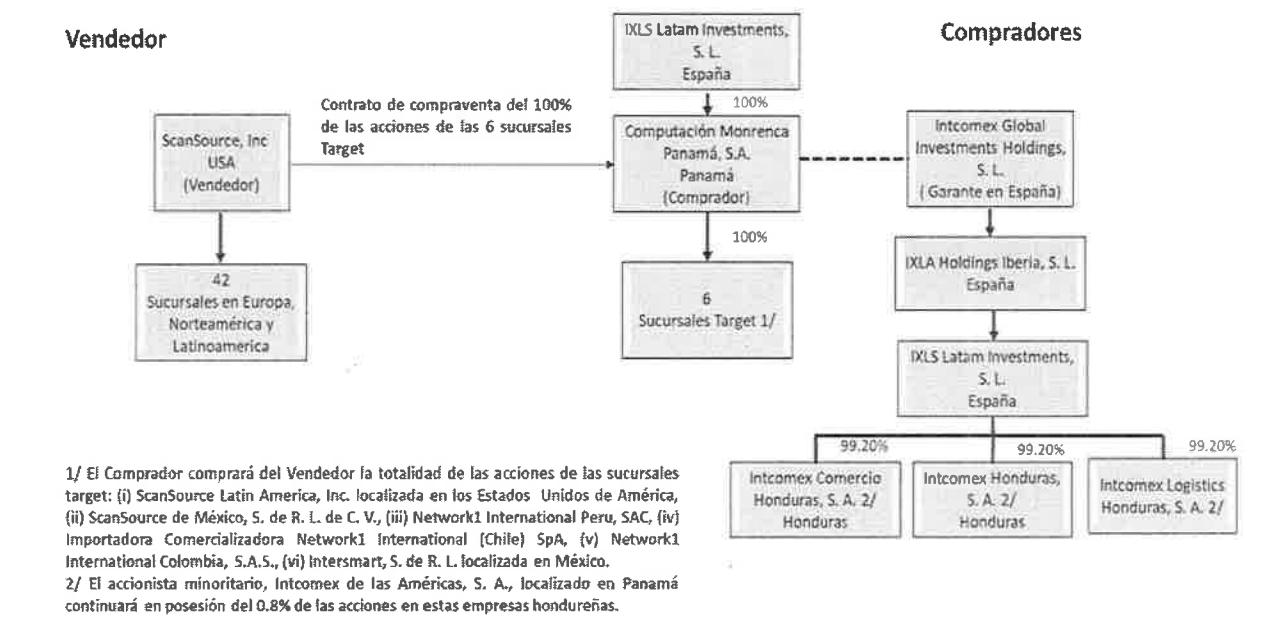 Vendedor
Compradores
IXLS Latam Investments,
S. L.
España
100%
Contrato de compraventa del 100%
de las acciones de las 6 sucursales
Target
ScanSource, Inc
USA
(Vendedor)
Computación Monrenca
Panamá, S.A.
Panamá
(Comprador)
Intcomex Global
Investments Holdings,
S. L.
( Garante en España)
100%
42
Sucursales en Europa,
Norteamérica y
Latinoamerica
6
Sucursales Target 1/
IXLA Holdings Iberia, S. L.
España
IXLS Latam Investments,
S. L.
España
99.20%
99.20%
99.20%
Intcomex Comercio
Honduras, S. A. 2/
Honduras
Intcomex Honduras,
S. A. 2/
Honduras
Intcomex Logistics
Honduras, S. A. 2/
1/ El Comprador comprará del Vendedor la totalidad de las acciones de las sucursales
target: (i) ScanSource Latin America, Inc. localizada en los Estados Unidos de América,
(ii) ScanSource de México, S. de R. L. de C. V., (iii) Network1 International Peru, SAC, (iv)
Importadora Comercializadora Network1 International (Chile) SpA, (v) Network1
International Colombia, S.A.S., (vi) Intersmart, S. de R. L. localizada en México.
2/ El accionista minoritario, Intcomex de las Américas, S. A., localizado en Panamá
continuará en posesión del 0.8% de las acciones en estas empresas hondureñas.